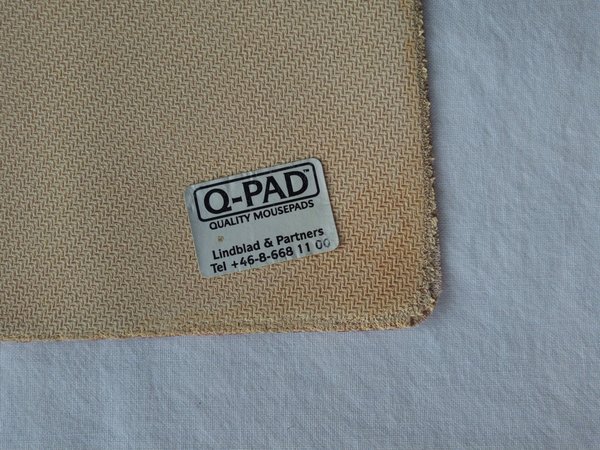 Q-PAD™
QUALITY MOUSEPADS
Lindblad & Partners
Tel +46-8-668 11 00